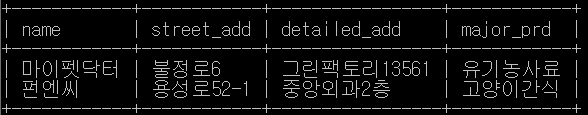 | name | street_add | detailed_add | major_prd |
| 마이펫닥터 | 불정로6 | 그린팩토리_13561 | 유기농사료 |
| 펀엔씨 | 용성로52-1 | 중앙외과2층 | 고양이간식 |